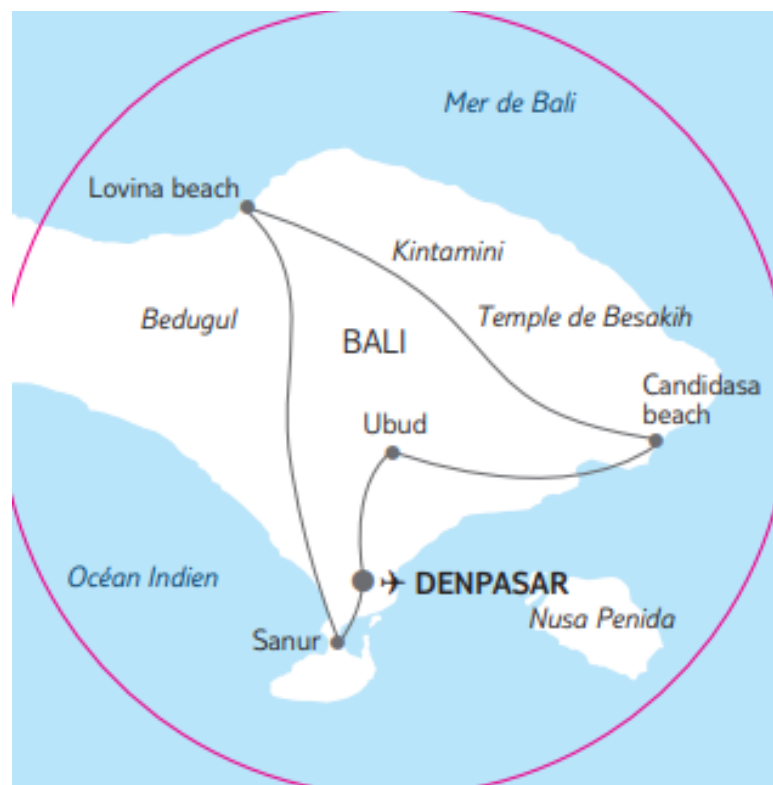 Mer de Bali
Lovina beach
Kintamini
Bedugul
Temple de Besakih
BALI
Candidasa
beach
Ubud
Océan Indien
DENPASAR
Nusa Penida
Sanur